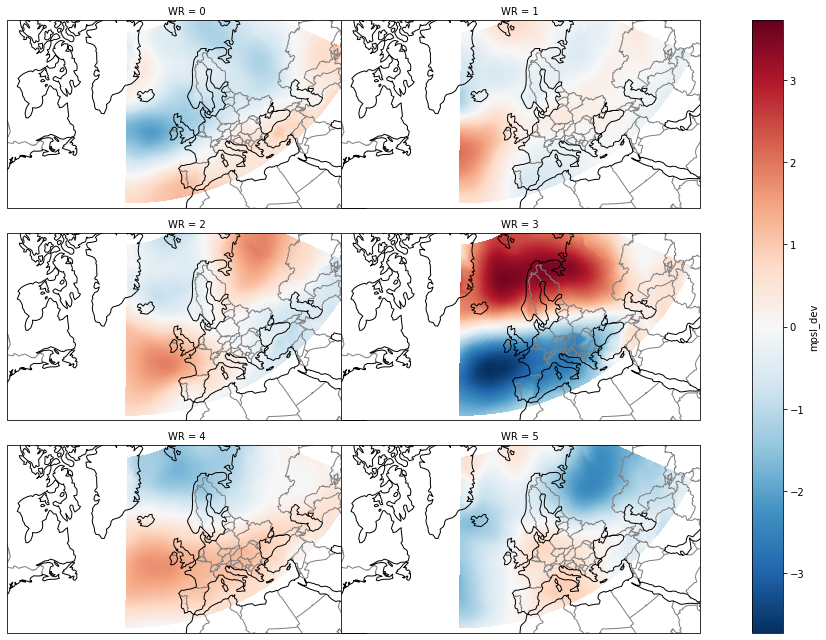 WR = 0
WR = 1
WR = 2
WR = 3
WR = 4
WR = 5
3
2
1
0
−1
−2
−3
mpsl_dev